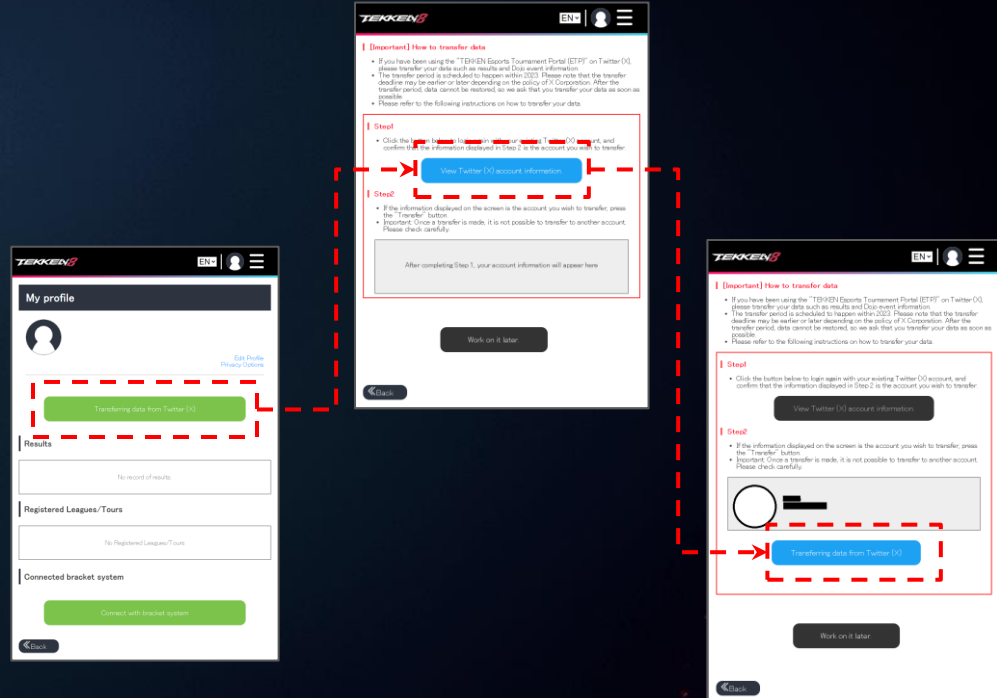 TEKKEN8
EN
My profile
Edit Profile
Privacy Options
Transferring data from Twitter (X)
Results
No record of results
Registered Leagues/Tours
No Registered Leagues/Tours
Connected bracket system
Connect with bracket system
Back
TEKKEN8
EN
[Important] How to transfer data
• If you have been using the "TEKKEN Esports Tournament Portal (ETP)" on Twitter (X),
please transfer your data such as results and Dojo event information.
• The transfer period is scheduled to happen within 2023. Please note that the transfer
deadline may be earlier or later depending on the policy of X Corporation. After the
transfer period, data cannot be restored, so we ask that you transfer your data as soon as
possible.
• Please refer to the following instructions on how to transfer your data.
Step1
• Click the button below to login again with your existing Twitter (X) account, and
confirm that the information displayed in Step 2 is the account you wish to transfer.
View Twitter (X) account information
Step2
• If the information displayed on the screen is the account you wish to transfer, press
the "Transfer" button.
• Important: Once a transfer is made, it is not possible to transfer to another account.
Please check carefully.
After completing Step 1, your account information will appear here
Work on it later
Back
TEKKEN8
EN
[Important] How to transfer data
• If you have been using the "TEKKEN Esports Tournament Portal (ETP)" on Twitter (X),
please transfer your data such as results and Dojo event information.
• The transfer period is scheduled to happen within 2023. Please note that the transfer
deadline may be earlier or later depending on the policy of X Corporation. After the
transfer period, data cannot be restored, so we ask that you transfer your data as soon as
possible.
• Please refer to the following instructions on how to transfer your data.
Step1
• Click the button below to login again with your existing Twitter (X) account, and
confirm that the information displayed in Step 2 is the account you wish to transfer.
View Twitter (X) account information
Step2
• If the information displayed on the screen is the account you wish to transfer, press
the "Transfer" button.
• Important: Once a transfer is made, it is not possible to transfer to another account.
Please check carefully.
Transferring data from Twitter (X)
Work on it later
Back